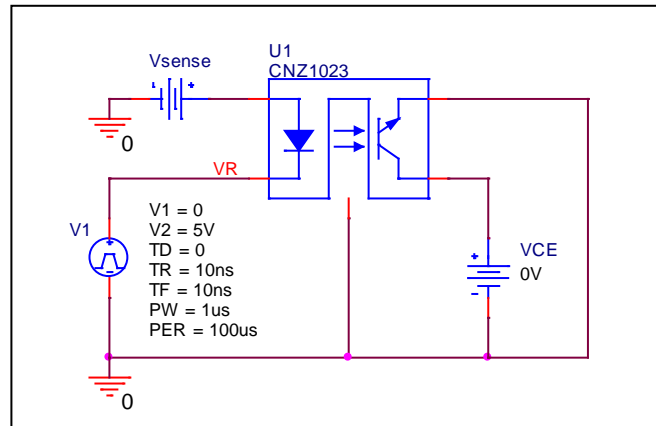 U1
CNZ1023
Vsense
- +
0
VR
V1
+
-
V1 = 0
V2 = 5V
TD = 0
TR = 10ns
TF = 10ns
PW = 1us
PER = 100us
+
VCE
0V
-
0